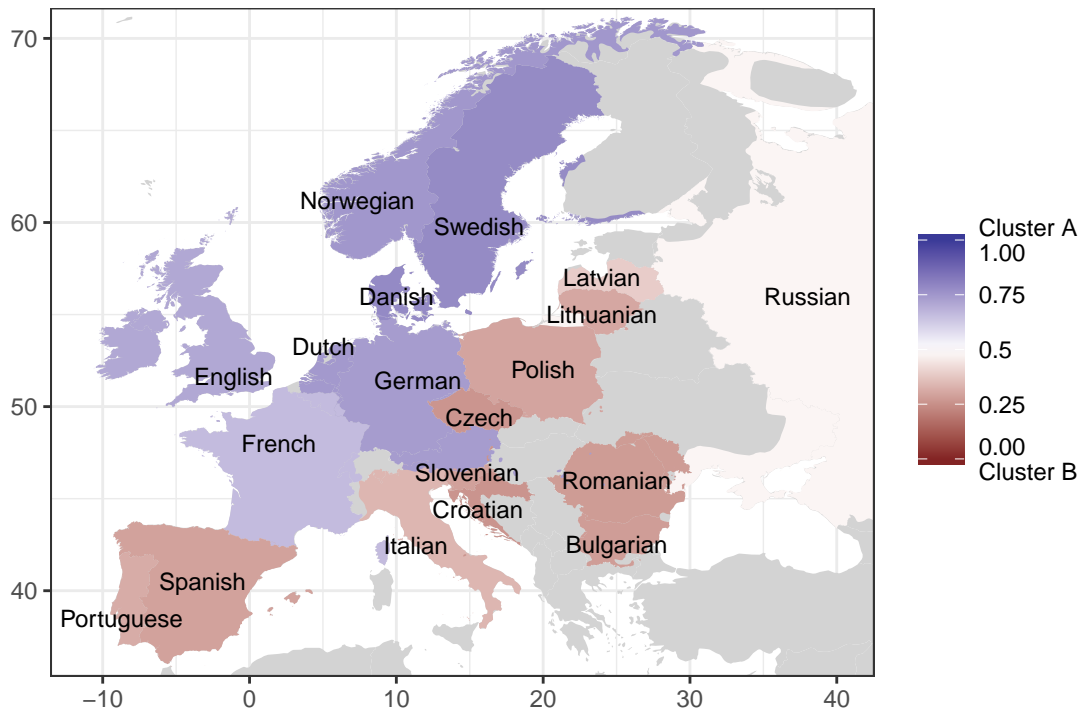 70
60
50
40
−10
0
10
20
30
40
Norwegian
Swedish
Danish
Latvian
Lithuanian
Russian
Dutch
English
German
Polish
Czech
French
Slovenian
Romanian
Croatian
Italian
Bulgarian
Spanish
Portuguese
Cluster A
1.00
0.75
0.5
0.25
0.00
Cluster B